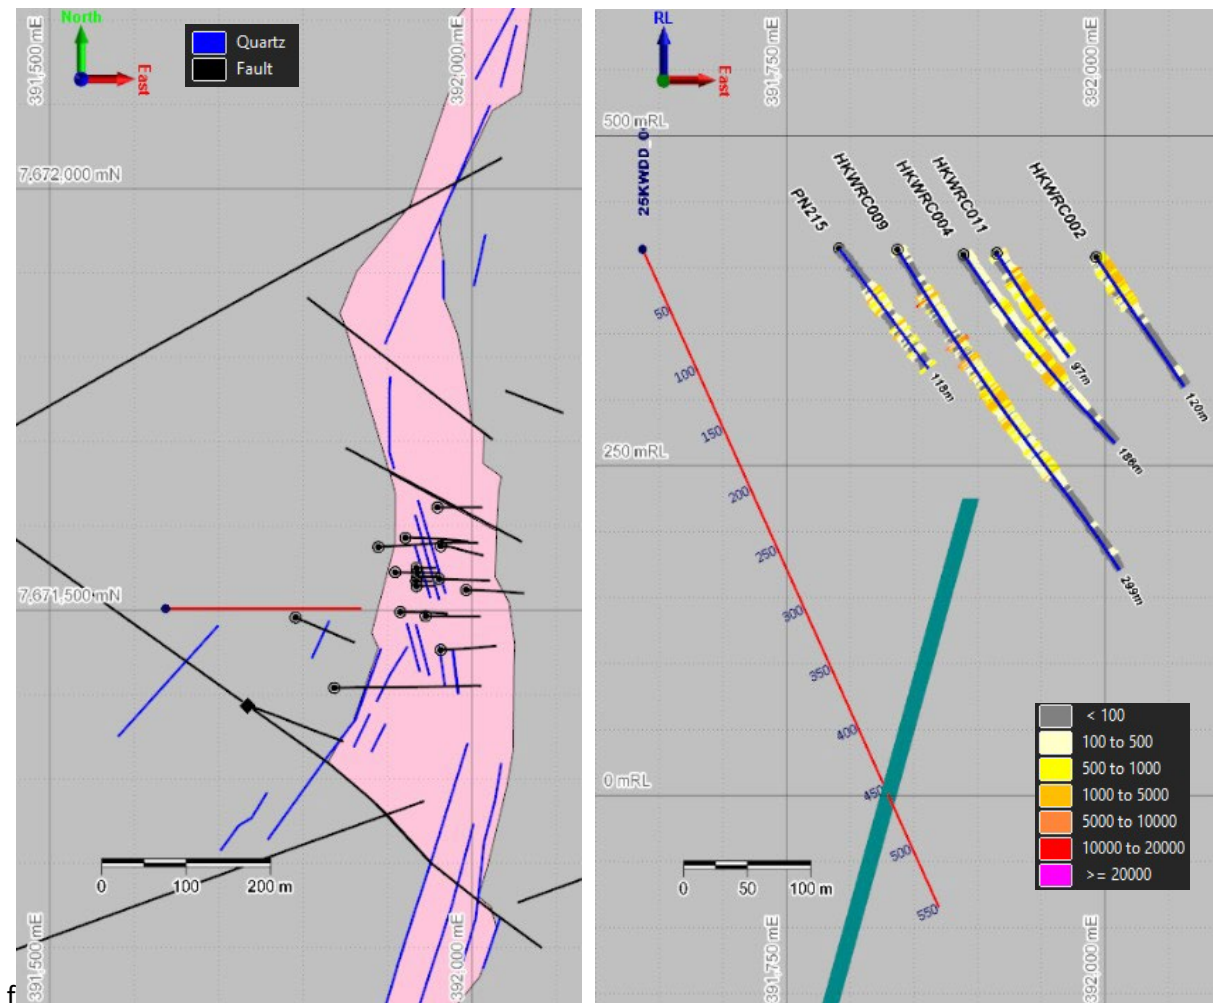 North
East
391,500 mE
392,000 mE
Quartz
Fault
7,672,000 mN
7,671,500 mN
0 100 200 m
391,500 mE
392,000 mE
f
RL
East
391,750 mE
392,000 mE
500 mRL
25KWDD_0
PN215
HKWRC009
HKWRC004
HKWRC011
HKWRC002
50
100
150
200
250
300
350
400
450
500
550
118m
299m
186m
97m
120m
250 mRL
0 mRL
< 100
100 to 500
500 to 1000
1000 to 5000
5000 to 10000
10000 to 20000
>= 20000
0 50 100 m
391,750 mE
392,000 mE